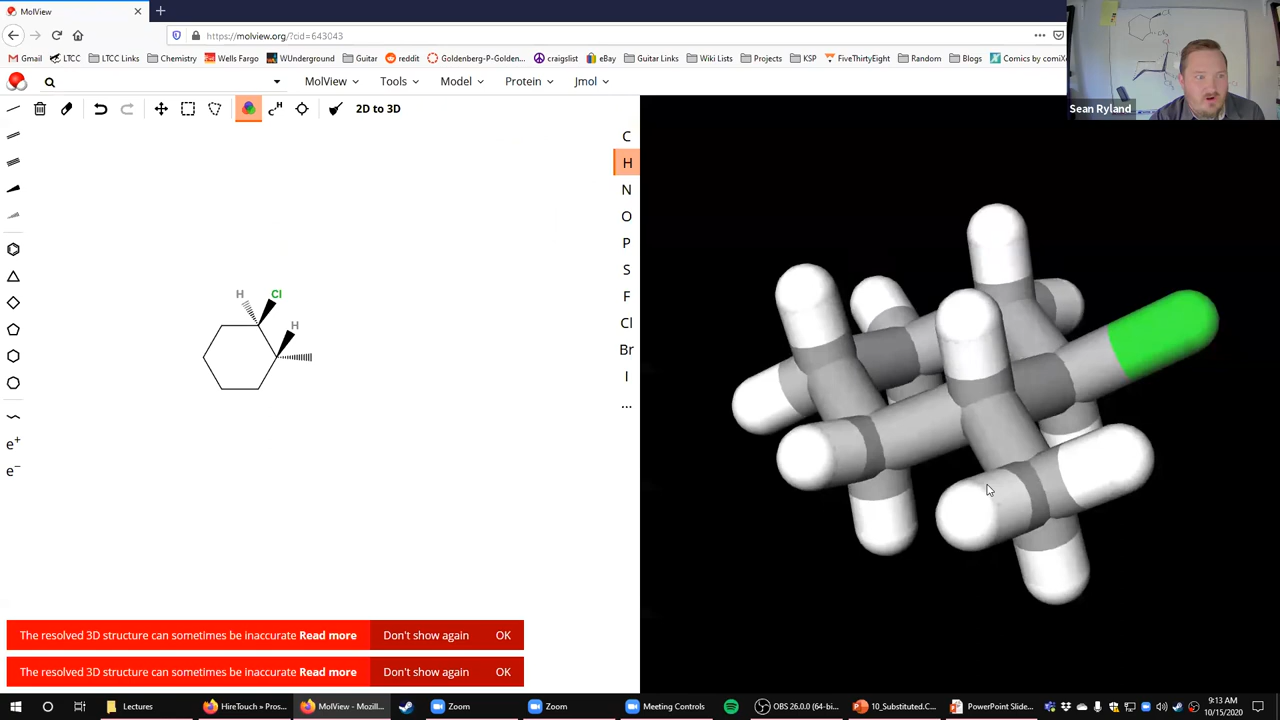 MolView
https://molview.org/?cid=643043
Gmail LTCC LTCC Links Chemistry Wells Fargo WUnderground Guitar reddit Goldenberg-P-Golden... craigslist eBay Guitar Links Wiki Lists Projects KSP FiveThirtyEight Random Blogs Comics by comiX
MolView Tools Model Protein Jmol
2D to 3D
Sean Ryland
C
H
N
O
P
S
F
Cl
Br
I
...
e+
e−
H Cl
H
The resolved 3D structure can sometimes be inaccurate Read more Don't show again OK
The resolved 3D structure can sometimes be inaccurate Read more Don't show again OK
Lectures HireTouch » Pros... MolView - Mozill... Zoom Zoom Meeting Controls OBS 26.0.0 (64-bi... 10_Substituted.C... PowerPoint Slide...
9:13 AM
10/15/2020